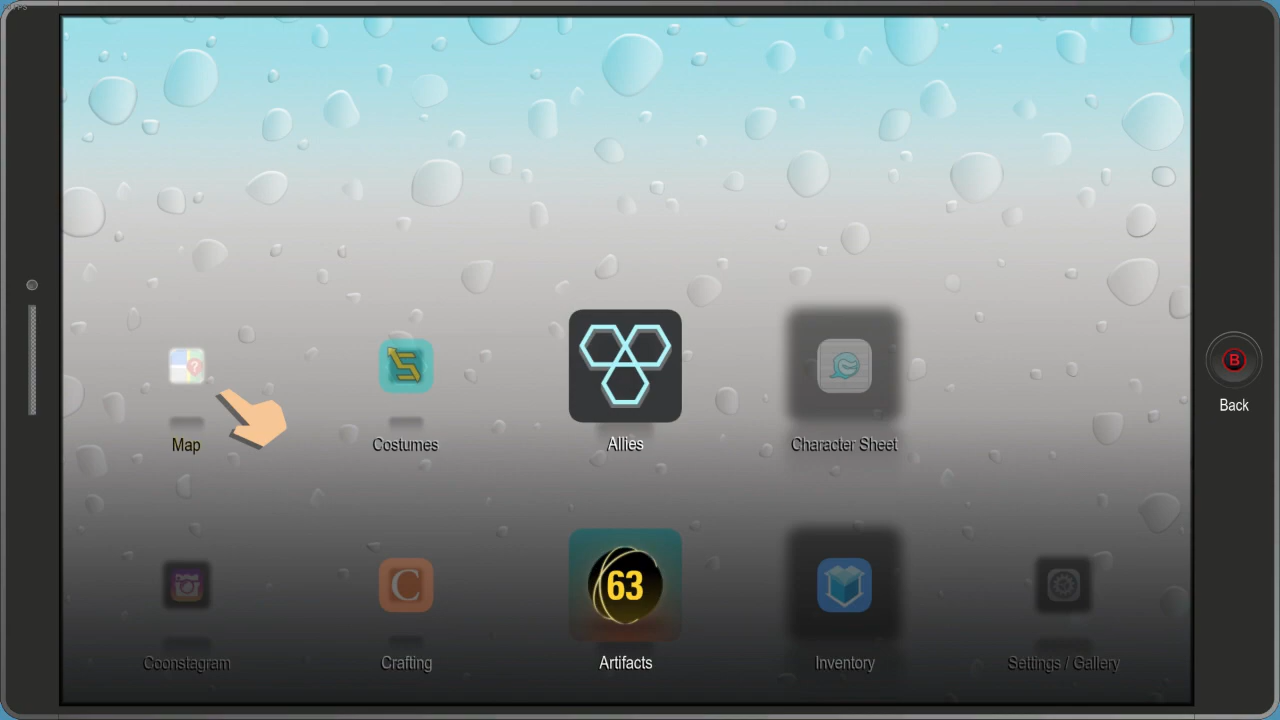 Map
Costumes
Allies
Character Sheet
B
Back
63
C
Coonstagram
Crafting
Artifacts
Inventory
Settings / Gallery